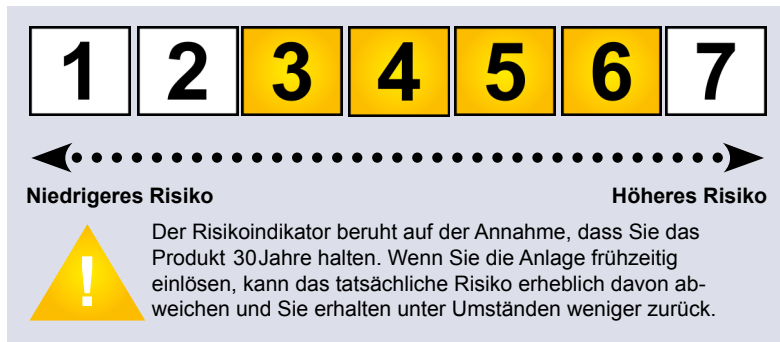 1 2 3 4 5 6 7
Niedrigeres Risiko Höheres Risiko
!
Der Risikoindikator beruht auf der Annahme, dass Sie das
Produkt 30 Jahre halten. Wenn Sie die Anlage frühzeitig
einlösen, kann das tatsächliche Risiko erheblich davon ab-
weichen und Sie erhalten unter Umständen weniger zurück.